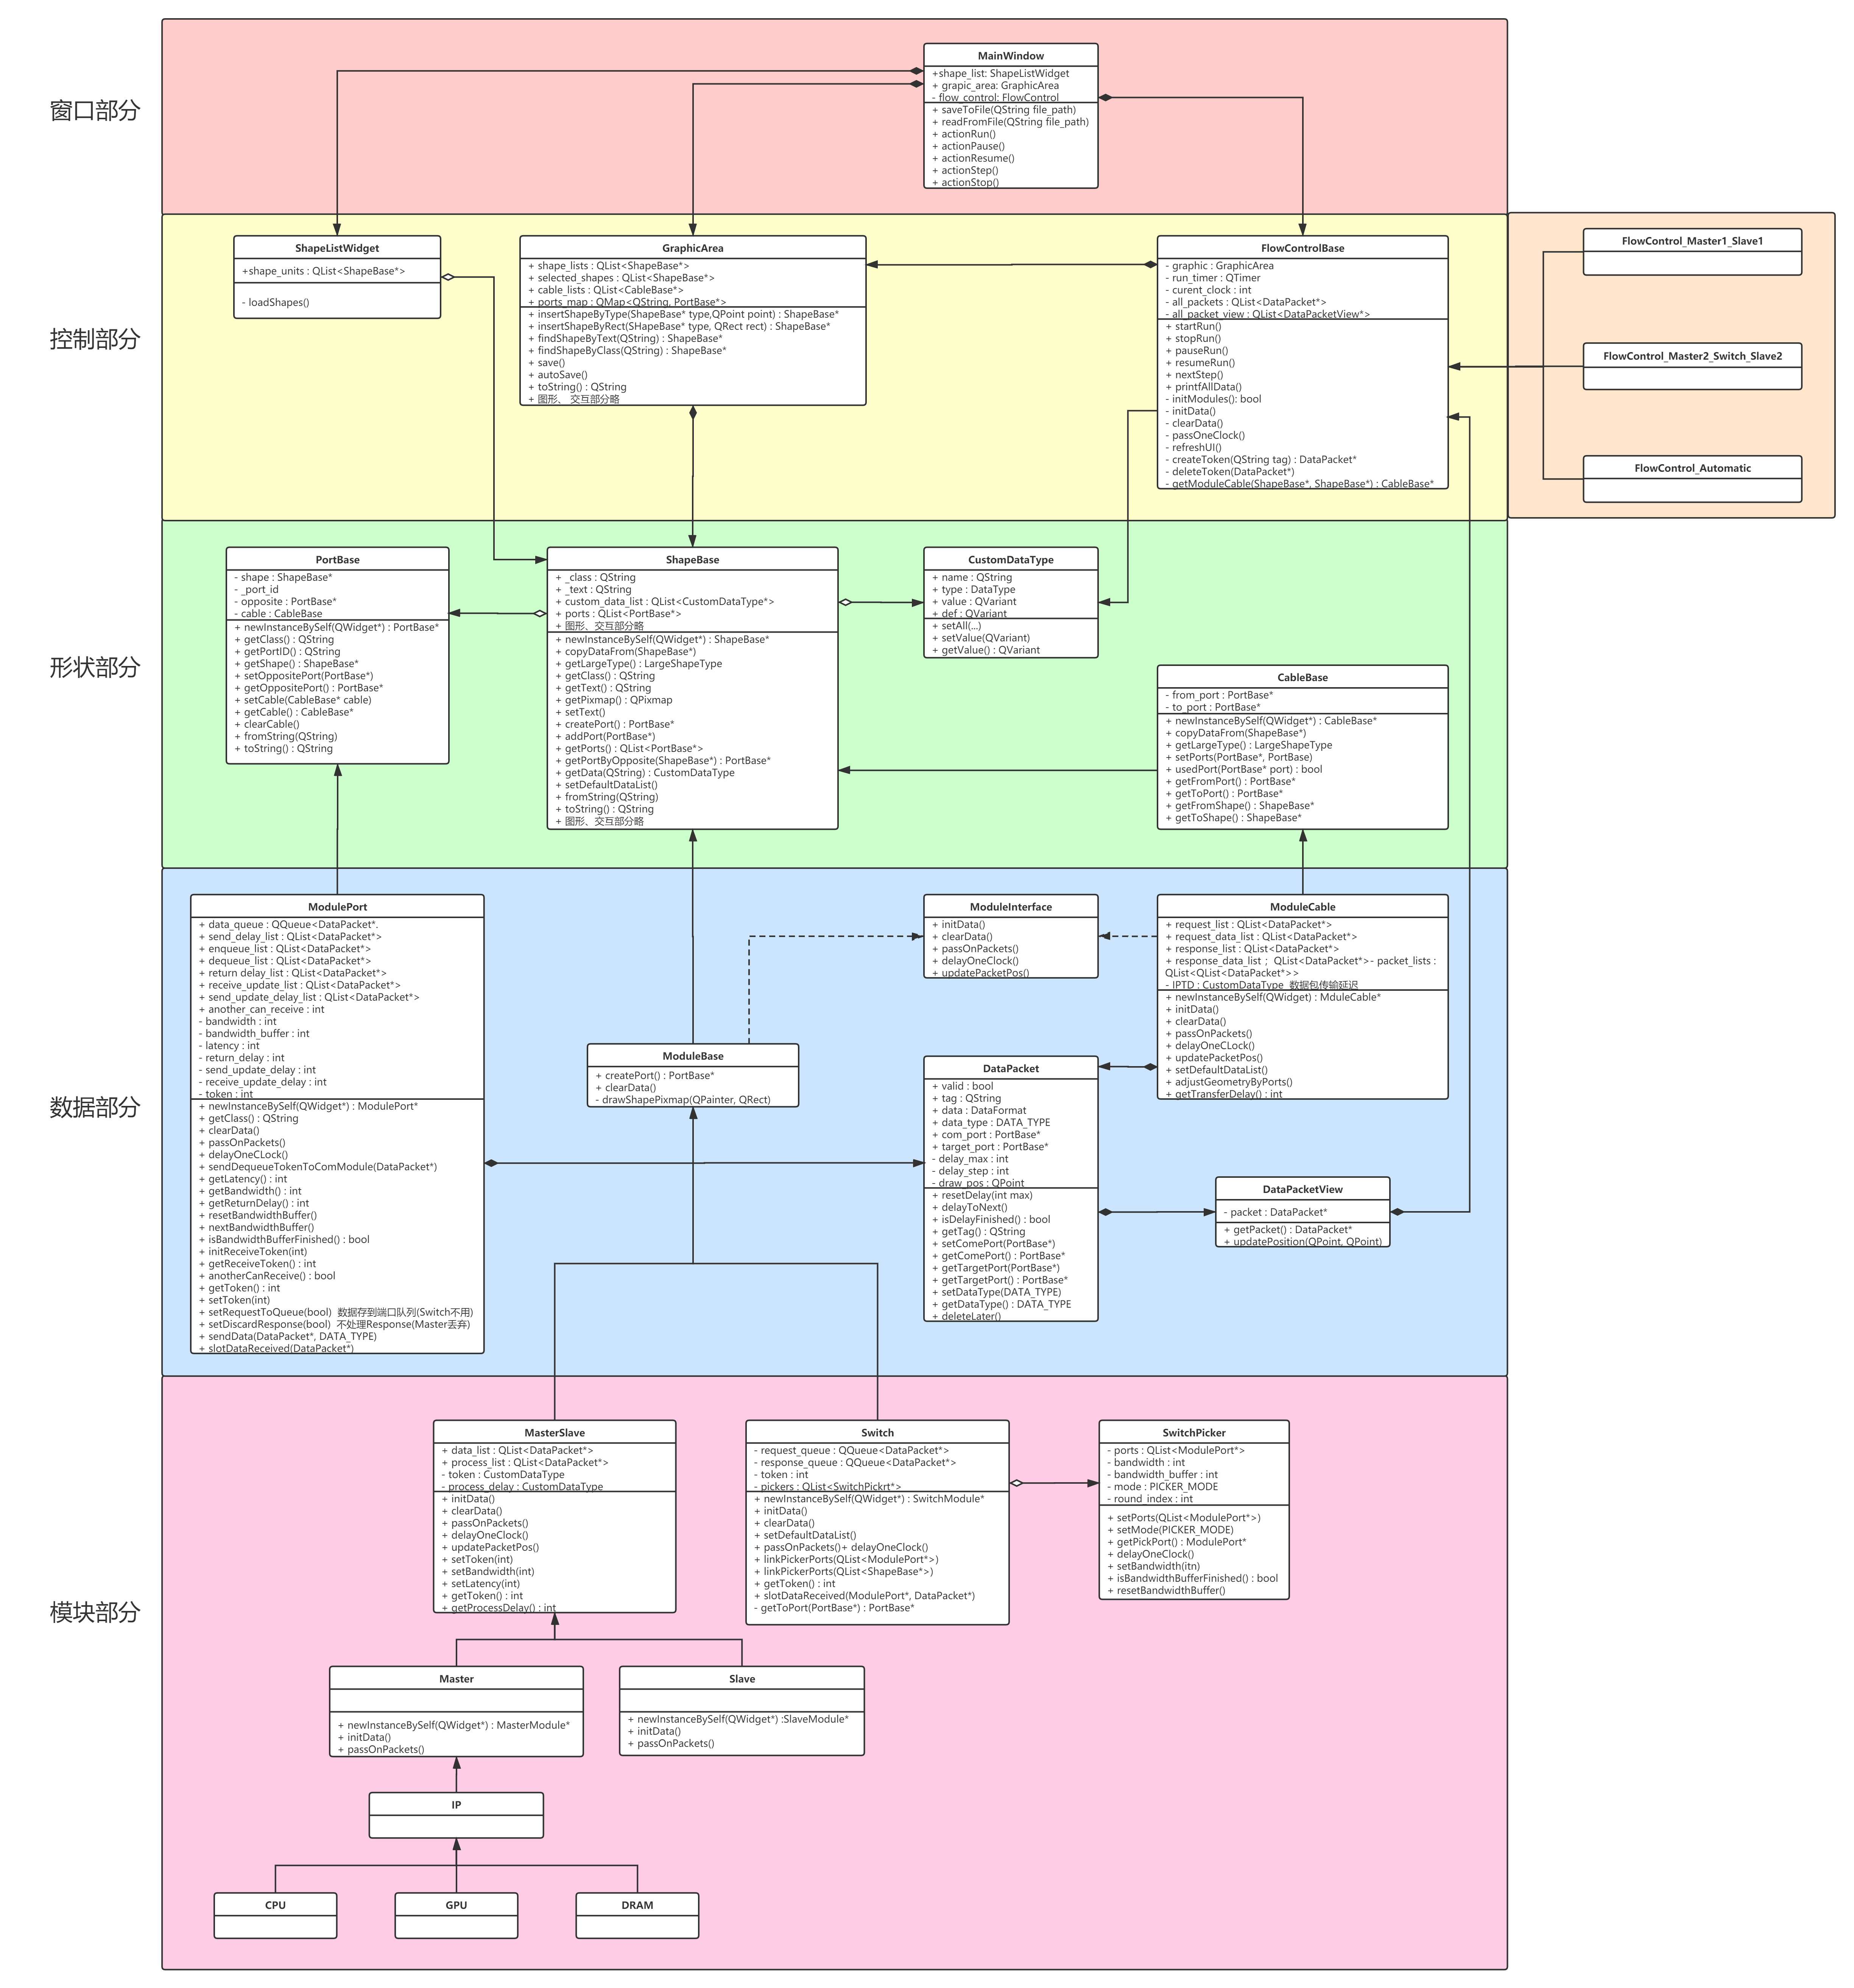 窗口部分
MainWindow
+shape_list: ShapeListWidget
+ grapic_area: GraphicArea
- flow_control: FlowControl
+ saveToFile(QString file_path)
+ readFromFile(QString file_path)
+ actionRun()
+ actionPause()
+ actionResume()
+ actionStep()
+ actionStop()
控制部分
ShapeListWidget
+shape_units : QList<ShapeBase*>
- loadShapes()
GraphicArea
+ shape_lists : QList<ShapeBase*>
+ selected_shapes : QList<ShapeBase*>
+ cable_lists : QList<CableBase*>
+ ports_map : QMap<QString, PortBase*>
+ insertShapeByType(ShapeBase* type,QPoint point) : ShapeBase*
+ insertShapeByRect(SHapeBase* type, QRect rect) : ShapeBase*
+ findShapeByText(QString) : ShapeBase*
+ findShapeByClass(QString) : ShapeBase*
+ save()
+ autoSave()
+ toString() : QString
+ 图形、 交互部分略
FlowControlBase
- graphic : GraphicArea
- run_timer : QTimer
- curent_clock : int
- all_packets : QList<DataPacket*>
- all_packet_view : QList<DataPacketView*>
+ startRun()
+ stopRun()
+ pauseRun()
+ resumeRun()
+ nextStep()
+ printfAllData()
- initModules(): bool
- initData()
- clearData()
- passOneClock()
- refreshUI()
- createToken(QString tag) : DataPacket*
- deleteToken(DataPacket*)
- getModuleCable(ShapeBase*, ShapeBase*) : CableBase*
FlowControl_Master1_Slave1
FlowControl_Master2_Switch_Slave2
FlowControl_Automatic
形状部分
PortBase
- shape : ShapeBase*
- _port_id
- opposite : PortBase*
- cable : CableBase
+ newInstanceBySelf(QWidget*) : PortBase*
+ getClass() : QString
+ getPortID() : QString
+ getShape() : ShapeBase*
+ setOppositePort(PortBase*)
+ getOppositePort() : PortBase*
+ setCable(CableBase* cable)
+ getCable() : CableBase*
+ clearCable()
+ fromString(QString)
+ toString() : QString
ShapeBase
+ _class : QString
+ _text : QString
+ custom_data_list : QList<CustomDataType*>
+ ports : QList<PortBase*>
+ 图形、交互部分略
+ newInstanceBySelf(QWidget*) : ShapeBase*
+ copyDataFrom(ShapeBase*)
+ getLargeType() : LargeShapeType
+ getClass() : QString
+ getText() : QString
+ getPixmap() : QPixmap
+ setText()
+ createPort() : PortBase*
+ addPort(PortBase*)
+ getPorts() : QList<PortBase*>
+ getPortByOpposite(ShapeBase*) : PortBase*
+ getData(QString) : CustomDataType
+ setDefaultDataList()
+ fromString(QString)
+ toString() : QString
+ 图形、交互部分略
CustomDataType
+ name : QString
+ type : DataType
+ value : QVariant
+ def : QVariant
+ setAll(...)
+ setValue(QVariant)
+ getValue() : QVariant
CableBase
- from_port : PortBase*
- to_port : PortBase*
+ newInstanceBySelf(QWidget*) : CableBase*
+ copyDataFrom(ShapeBase*)
+ getLargeType() : LargeShapeType
+ setPorts(PortBase*, PortBase)
+ usedPort(PortBase* port) : bool
+ getFromPort() : PortBase*
+ getToPort() : PortBase*
+ getFromShape() : ShapeBase*
+ getToShape() : ShapeBase*
数据部分
ModulePort
+ data_queue : QQueue<DataPacket*.
+ send_delay_list : QList<DataPacket*>
+ enqueue_list : QList<DataPacket*>
+ dequeue_list : QList<DataPacket*>
+ return delay_list : QList<DataPacket*>
+ receive_update_list : QList<DataPacket*>
+ send_update_delay_list : QList<DataPacket*>
+ another_can_receive : int
- bandwidth : int
- bandwidth_buffer : int
- latency : int
- return_delay : int
- send_update_delay : int
- receive_update_delay : int
- token : int
+ newInstanceBySelf(QWidget*) : ModulePort*
+ getClass() : QString
+ clearData()
+ passOnPackets()
+ delayOneCLock()
+ sendDequeueTokenToComModule(DataPacket*)
+ getLatency() : int
+ getBandwidth() : int
+ getReturnDelay() : int
+ resetBandwidthBuffer()
+ nextBandwidthBuffer()
+ isBandwidthBufferFinished() : bool
+ initReceiveToken(int)
+ getReceiveToken() : int
+ anotherCanReceive() : bool
+ getToken() : int
+ setToken(int)
+ setRequestToQueue(bool)  数据存到端口队列(Switch不用)
+ setDiscardResponse(bool)  不处理Response(Master丢弃)
+ sendData(DataPacket*, DATA_TYPE)
+ slotDataReceived(DataPacket*)
ModuleBase
+ createPort() : PortBase*
+ clearData()
- drawShapePixmap(QPainter, QRect)
ModuleInterface
+ initData()
+ clearData()
+ passOnPackets()
+ delayOneClock()
+ updatePacketPos()
ModuleCable
+ request_list : QList<DataPacket*>
+ request_data_list : QList<DataPacket*>
+ response_list : QList<DataPacket*>
+ response_data_list ； QList<DataPacket*>- packet_lists :
QList<QList<DataPacket*>>
- IPTD : CustomDataType  数据包传输延迟
+ newInstanceBySelf(QWidget) : MduleCable*
+ initData()
+ clearData()
+ passOnPackets()
+ delayOneCLock()
+ updatePacketPos()
+ setDefaultDataList()
+ adjustGeometryByPorts()
+ getTransferDelay() : int
DataPacket
+ valid : bool
+ tag : QString
+ data : DataFormat
+ data_type : DATA_TYPE
+ com_port : PortBase*
+ target_port : PortBase*
- delay_max : int
- delay_step : int
- draw_pos : QPoint
+ resetDelay(int max)
+ delayToNext()
+ isDelayFinished() : bool
+ getTag() : QString
+ setComePort(PortBase*)
+ getComePort() : PortBase*
+ getTargetPort(PortBase*)
+ getTargetPort() : PortBase*
+ setDataType(DATA_TYPE)
+ getDataType() : DATA_TYPE
+ deleteLater()
DataPacketView
- packet : DataPacket*
+ getPacket() : DataPacket*
+ updatePosition(QPoint, QPoint)
模块部分
MasterSlave
+ data_list : QList<DataPacket*>
+ process_list : QList<DataPacket*>
- token : CustomDataType
- process_delay : CustomDataType
+ initData()
+ clearData()
+ passOnPackets()
+ delayOneClock()
+ updatePacketPos()
+ setToken(int)
+ setBandwidth(int)
+ setLatency(int)
+ getToken() : int
+ getProcessDelay() : int
Switch
- request_queue : QQueue<DataPacket*>
- response_queue : QQueue<DataPacket*>
- token : int
- pickers : QList<SwitchPickrt*>
+ newInstanceBySelf(QWidget*) : SwitchModule*
+ initData()
+ clearData()
+ setDefaultDataList()
+ passOnPackets()+ delayOneClock()
+ linkPickerPorts(QList<ModulePort*>)
+ linkPickerPorts(QList<ShapeBase*>)
+ getToken() : int
+ slotDataReceived(ModulePort*, DataPacket*)
- getToPort(PortBase*) : PortBase*
SwitchPicker
- ports : QList<ModulePort*>
- bandwidth : int
- bandwidth_buffer : int
- mode : PICKER_MODE
- round_index : int
+ setPorts(QList<ModulePort*>)
+ setMode(PICKER_MODE)
+ getPickPort() : ModulePort*
+ delayOneClock()
+ setBandwidth(itn)
+ isBandwidthBufferFinished() : bool
+ resetBandwidthBuffer()
Master
+ newInstanceBySelf(QWidget*) : MasterModule*
+ initData()
+ passOnPackets()
Slave
+ newInstanceBySelf(QWidget*) :SlaveModule*
+ initData()
+ passOnPackets()
IP
CPU
GPU
DRAM